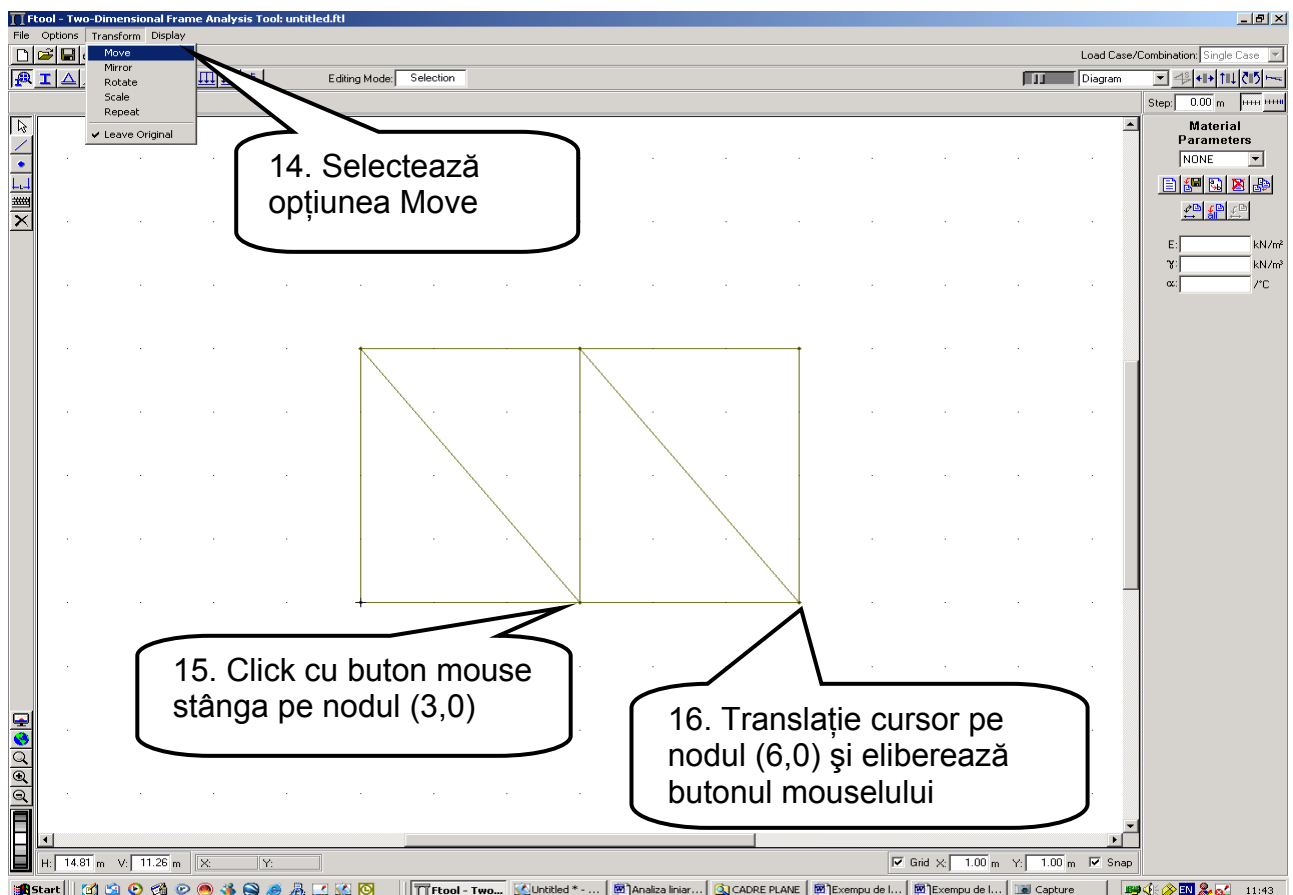 Ftool - Two-Dimensional Frame Analysis Tool: untitled.ftl
File Options Transform Display
Move
Mirror
Rotate
Scale
Repeat
✓ Leave Original
Load Case/Combination: Single Case
Editing Mode: Selection
Diagram
Step: 0.00 m
Material
Parameters
NONE
all
E: kN/m²
γ: kN/m³
α: /°C
14. Selectează
opțiunea Move
15. Click cu buton mouse
stânga pe nodul (3,0)
16. Translație cursor pe
nodul (6,0) şi eliberează
butonul mouselului
H: 14.81 m V: 11.26 m X: Y:
Grid X: 1.00 m Y: 1.00 m Snap
Start Ftool - Two... Untitled * - ... Analiza liniar... CADRE PLANE Exempu de l... Exempu de l... Capture EN 11:43